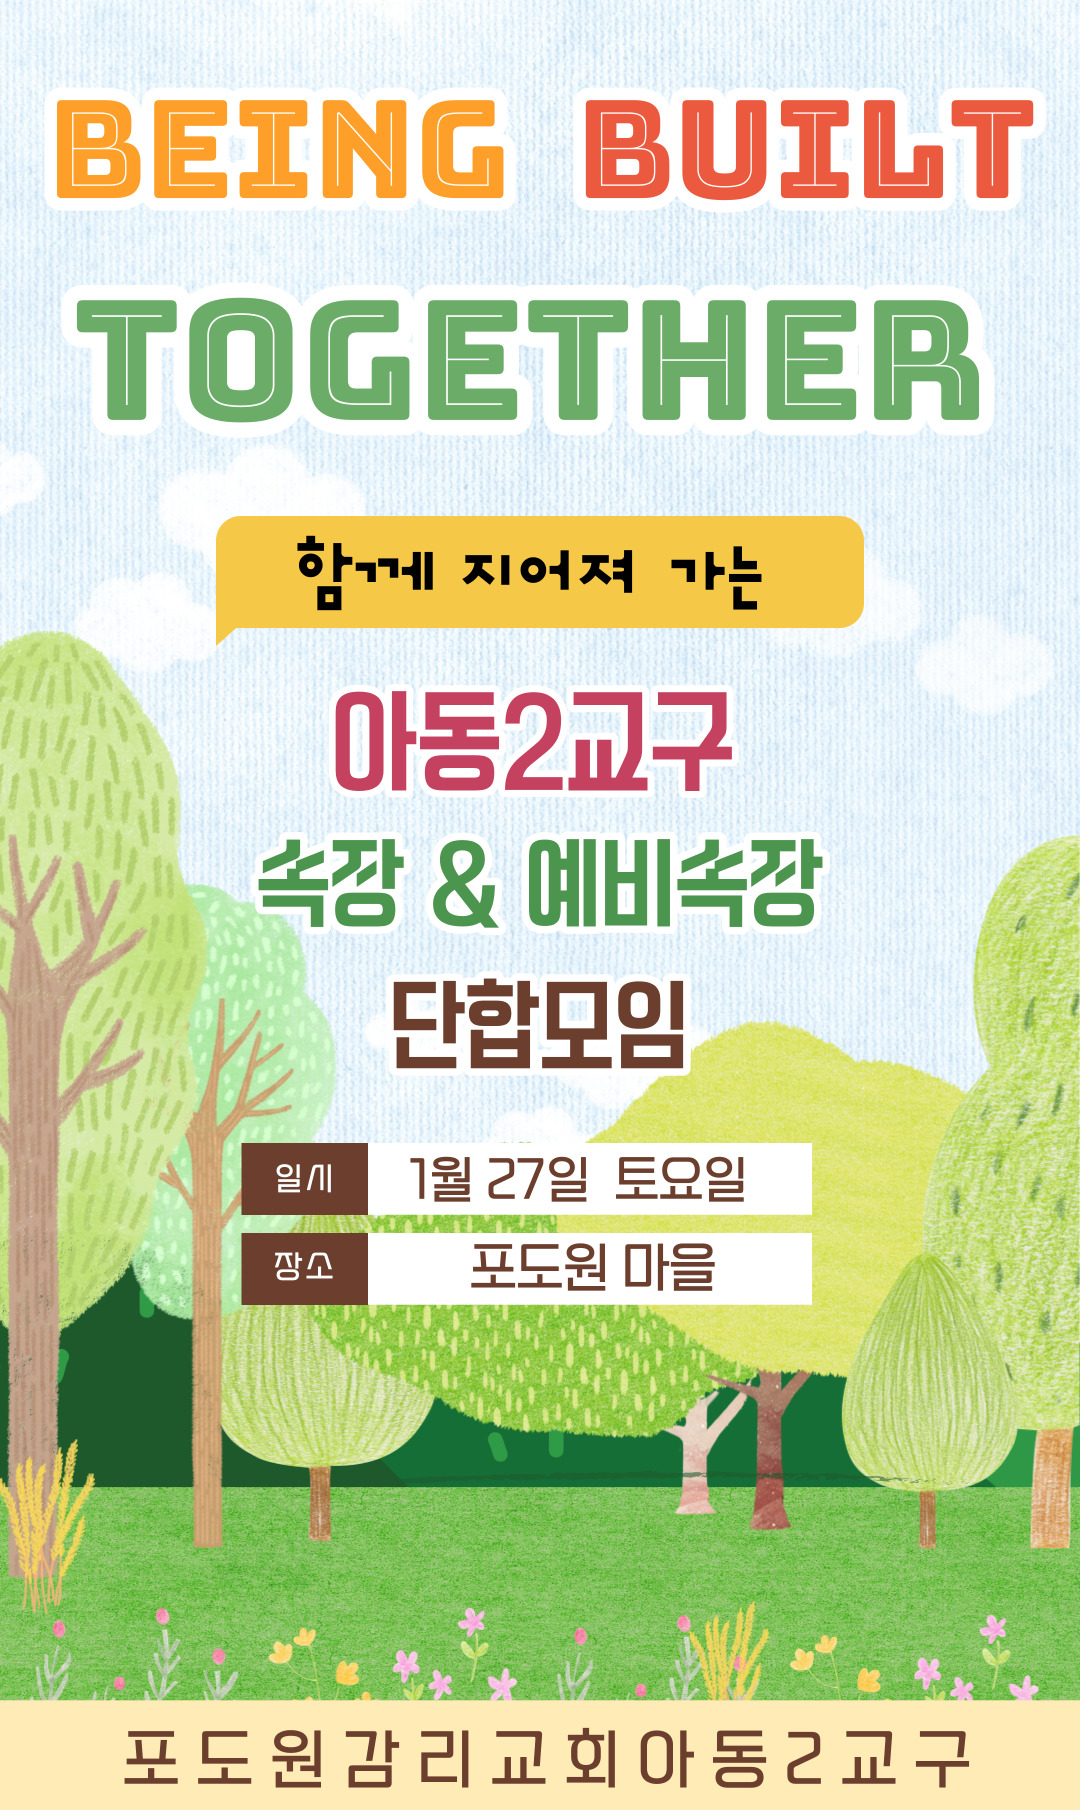 BEING BUILT
TOGETHER
함께 지어져 가는
아동2교구
속장 & 예비속장
단합모임
일시 1월 27일 토요일
장소 포도원 마을
포도원감리교회아동2교구